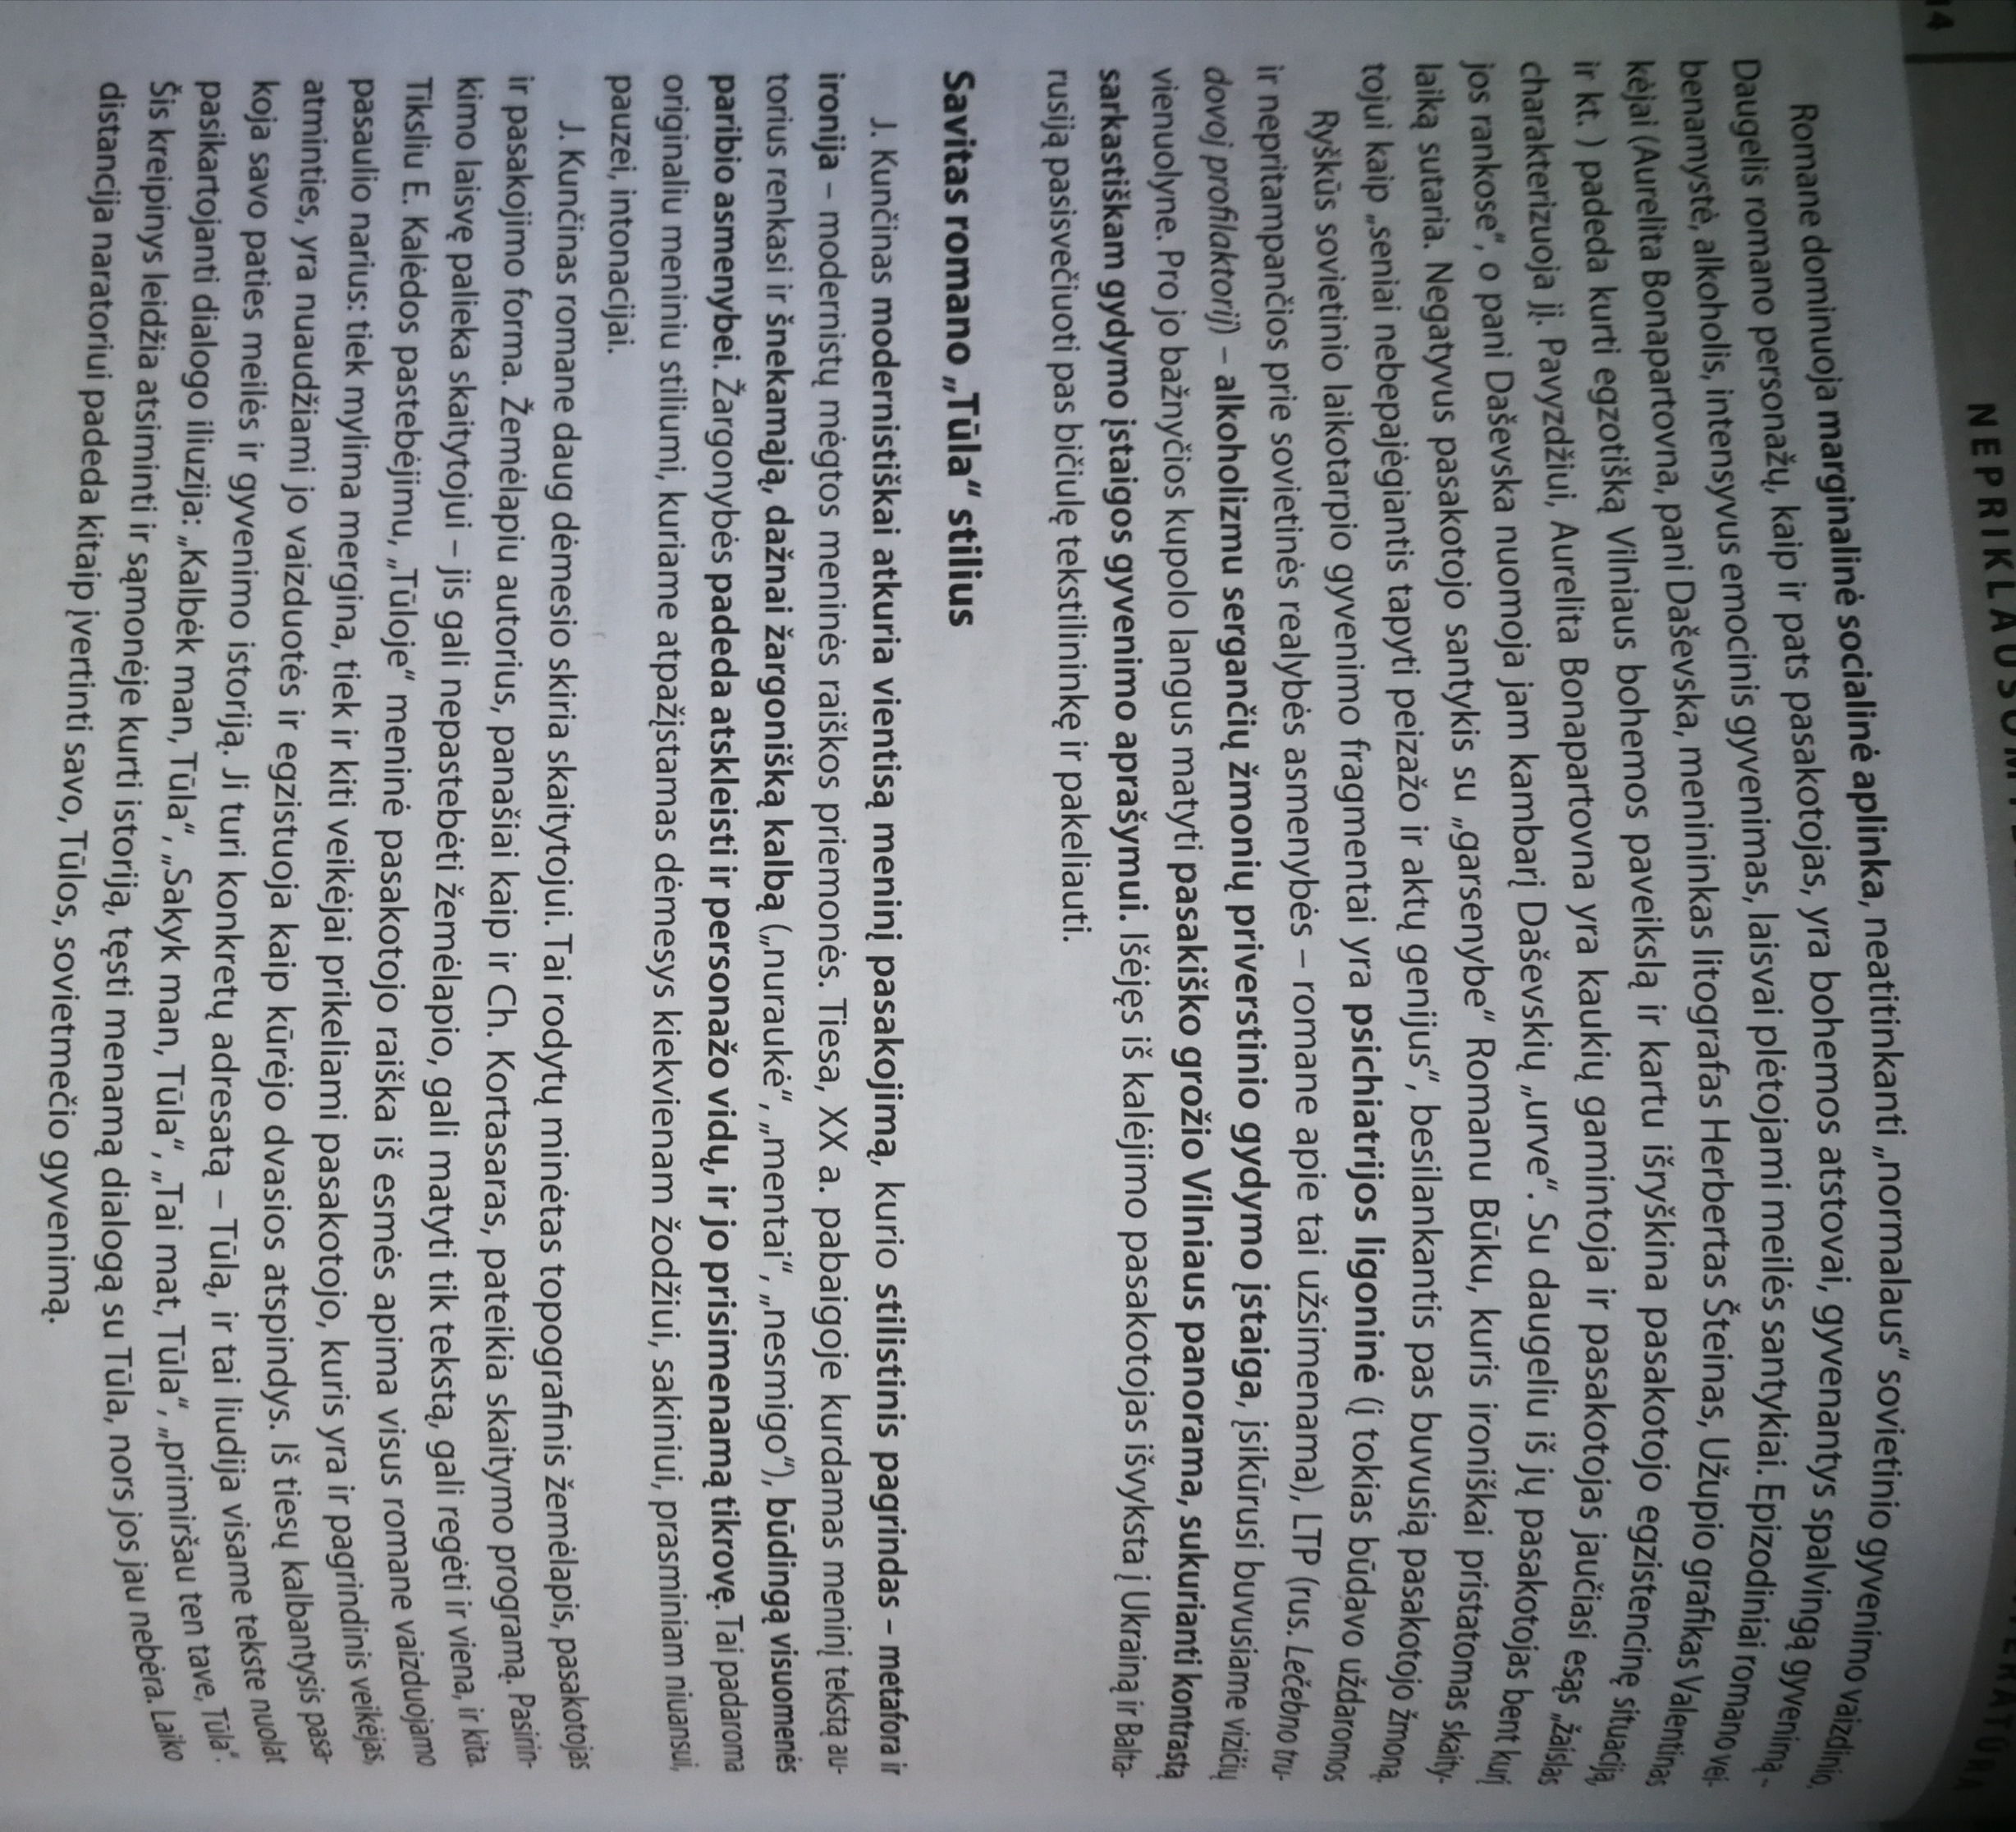 14
Romane dominuoja marginalinė socialinė aplinka, neatitinkanti „normalaus“ sovietinio gyvenimo vaizdinio.
Daugelis romano personažų, kaip ir pats pasakotojas, yra bohemos atstovai, gyvenantys spalvingą gyvenimą –
benamystė, alkoholis, intensyvus emocinis gyvenimas, laisvai plėtojami meilės santykiai. Epizodiniai romano vei-
kėjai (Aurelita Bonapartovna, pani Daševska, menininkas litografas Herbertas Šteinas, Užupio grafikas Valentinas
ir kt. ) padeda kurti egzotišką Vilniaus bohemos paveikslą ir kartu išryškina pasakotojo egzistencinę situaciją,
charakterizuoja jį. Pavyzdžiui, Aurelita Bonapartovna yra kaukių gamintoja ir pasakotojas jaučiasi esąs „žaislas
jos rankose“, o pani Daševska nuomoja jam kambarį Daševskių „urve“. Su daugeliu iš jų pasakotojas bent kurį
laiką sutaria. Negatyvus pasakotojo santykis su „garsenybe“ Romanu Būku, kuris ironiškai pristatomas skaity-
tojui kaip „seniai nebepajėgiantis tapyti peizažo ir aktų genijus“, besilankantis pas buvusią pasakotojo žmoną.
Ryškūs sovietinio laikotarpio gyvenimo fragmentai yra psichiatrijos ligoninė (į tokias būdavo uždaromos
ir nepritampančios prie sovietinės realybės asmenybės – romane apie tai užsimenama), LTP (rus. Lečebno tru-
dovoj profilaktorij) – alkoholizmu sergančių žmonių priverstinio gydymo įstaiga, įsikūrusi buvusiame vizičių
vienuolyne. Pro jo bažnyčios kupolo langus matyti pasakiško grožio Vilniaus panorama, sukurianti kontrastą
sarkastiškam gydymo įstaigos gyvenimo aprašymui. Išėjęs iš kalėjimo pasakotojas išvyksta į Ukrainą ir Balta-
rusiją pasisvečiuoti pas bičiulę tekstilininkę ir pakeliauti.
Savitas romano „Tūla“ stilius
J. Kunčinas modernistiškai atkuria vientisą meninį pasakojimą, kurio stilistinis pagrindas – metafora ir
ironija – modernistų mėgtos meninės raiškos priemonės. Tiesa, XX a. pabaigoje kurdamas meninį tekstą au-
torius renkasi ir šnekamąją, dažnai žargonišką kalbą („nuraukė“, „mentai“, „nesmigo“), būdingą visuomenės
paribio asmenybei. Žargonybės padeda atskleisti ir personažo vidų, ir jo prisimenamą tikrovę. Tai padaroma
originaliu meniniu stiliumi, kuriame atpažįstamas dėmesys kiekvienam žodžiui, sakiniui, prasminiam niuansui,
pauzei, intonacijai.
J. Kunčinas romane daug dėmesio skiria skaitytojui. Tai rodytų minėtas topografinis žemėlapis, pasakotojas
ir pasakojimo forma. Žemėlapiu autorius, panašiai kaip ir Ch. Kortasaras, pateikia skaitymo programą. Pasirin-
kimo laisvę palieka skaitytojui – jis gali nepastebėti žemėlapio, gali matyti tik tekstą, gali regėti ir viena, ir kita.
Tiksliu E. Kalėdos pastebėjimu, „Tūloje“ meninė pasakotojo raiška iš esmės apima visus romane vaizduojamo
pasaulio narius: tiek mylima mergina, tiek ir kiti veikėjai prikeliami pasakotojo, kuris yra ir pagrindinis veikėjas,
atminties, yra nuaudžiami jo vaizduotės ir egzistuoja kaip kūrėjo dvasios atspindys. Iš tiesų kalbantysis pasa-
koja savo paties meilės ir gyvenimo istoriją. Ji turi konkretų adresatą – Tūlą, ir tai liudija visame tekste nuolat
pasikartojanti dialogo iliuzija: „Kalbėk man, Tūla“, „Sakyk man, Tūla“, „Tai mat, Tūla“, „primiršau ten tave, Tūla“.
Šis kreipinys leidžia atsiminti ir sąmonėje kurti istoriją, tęsti menamą dialogą su Tūla, nors jos jau nebėra. Laiko
distancija naratoriui padeda kitaip įvertinti savo, Tūlos, sovietmečio gyvenimą.